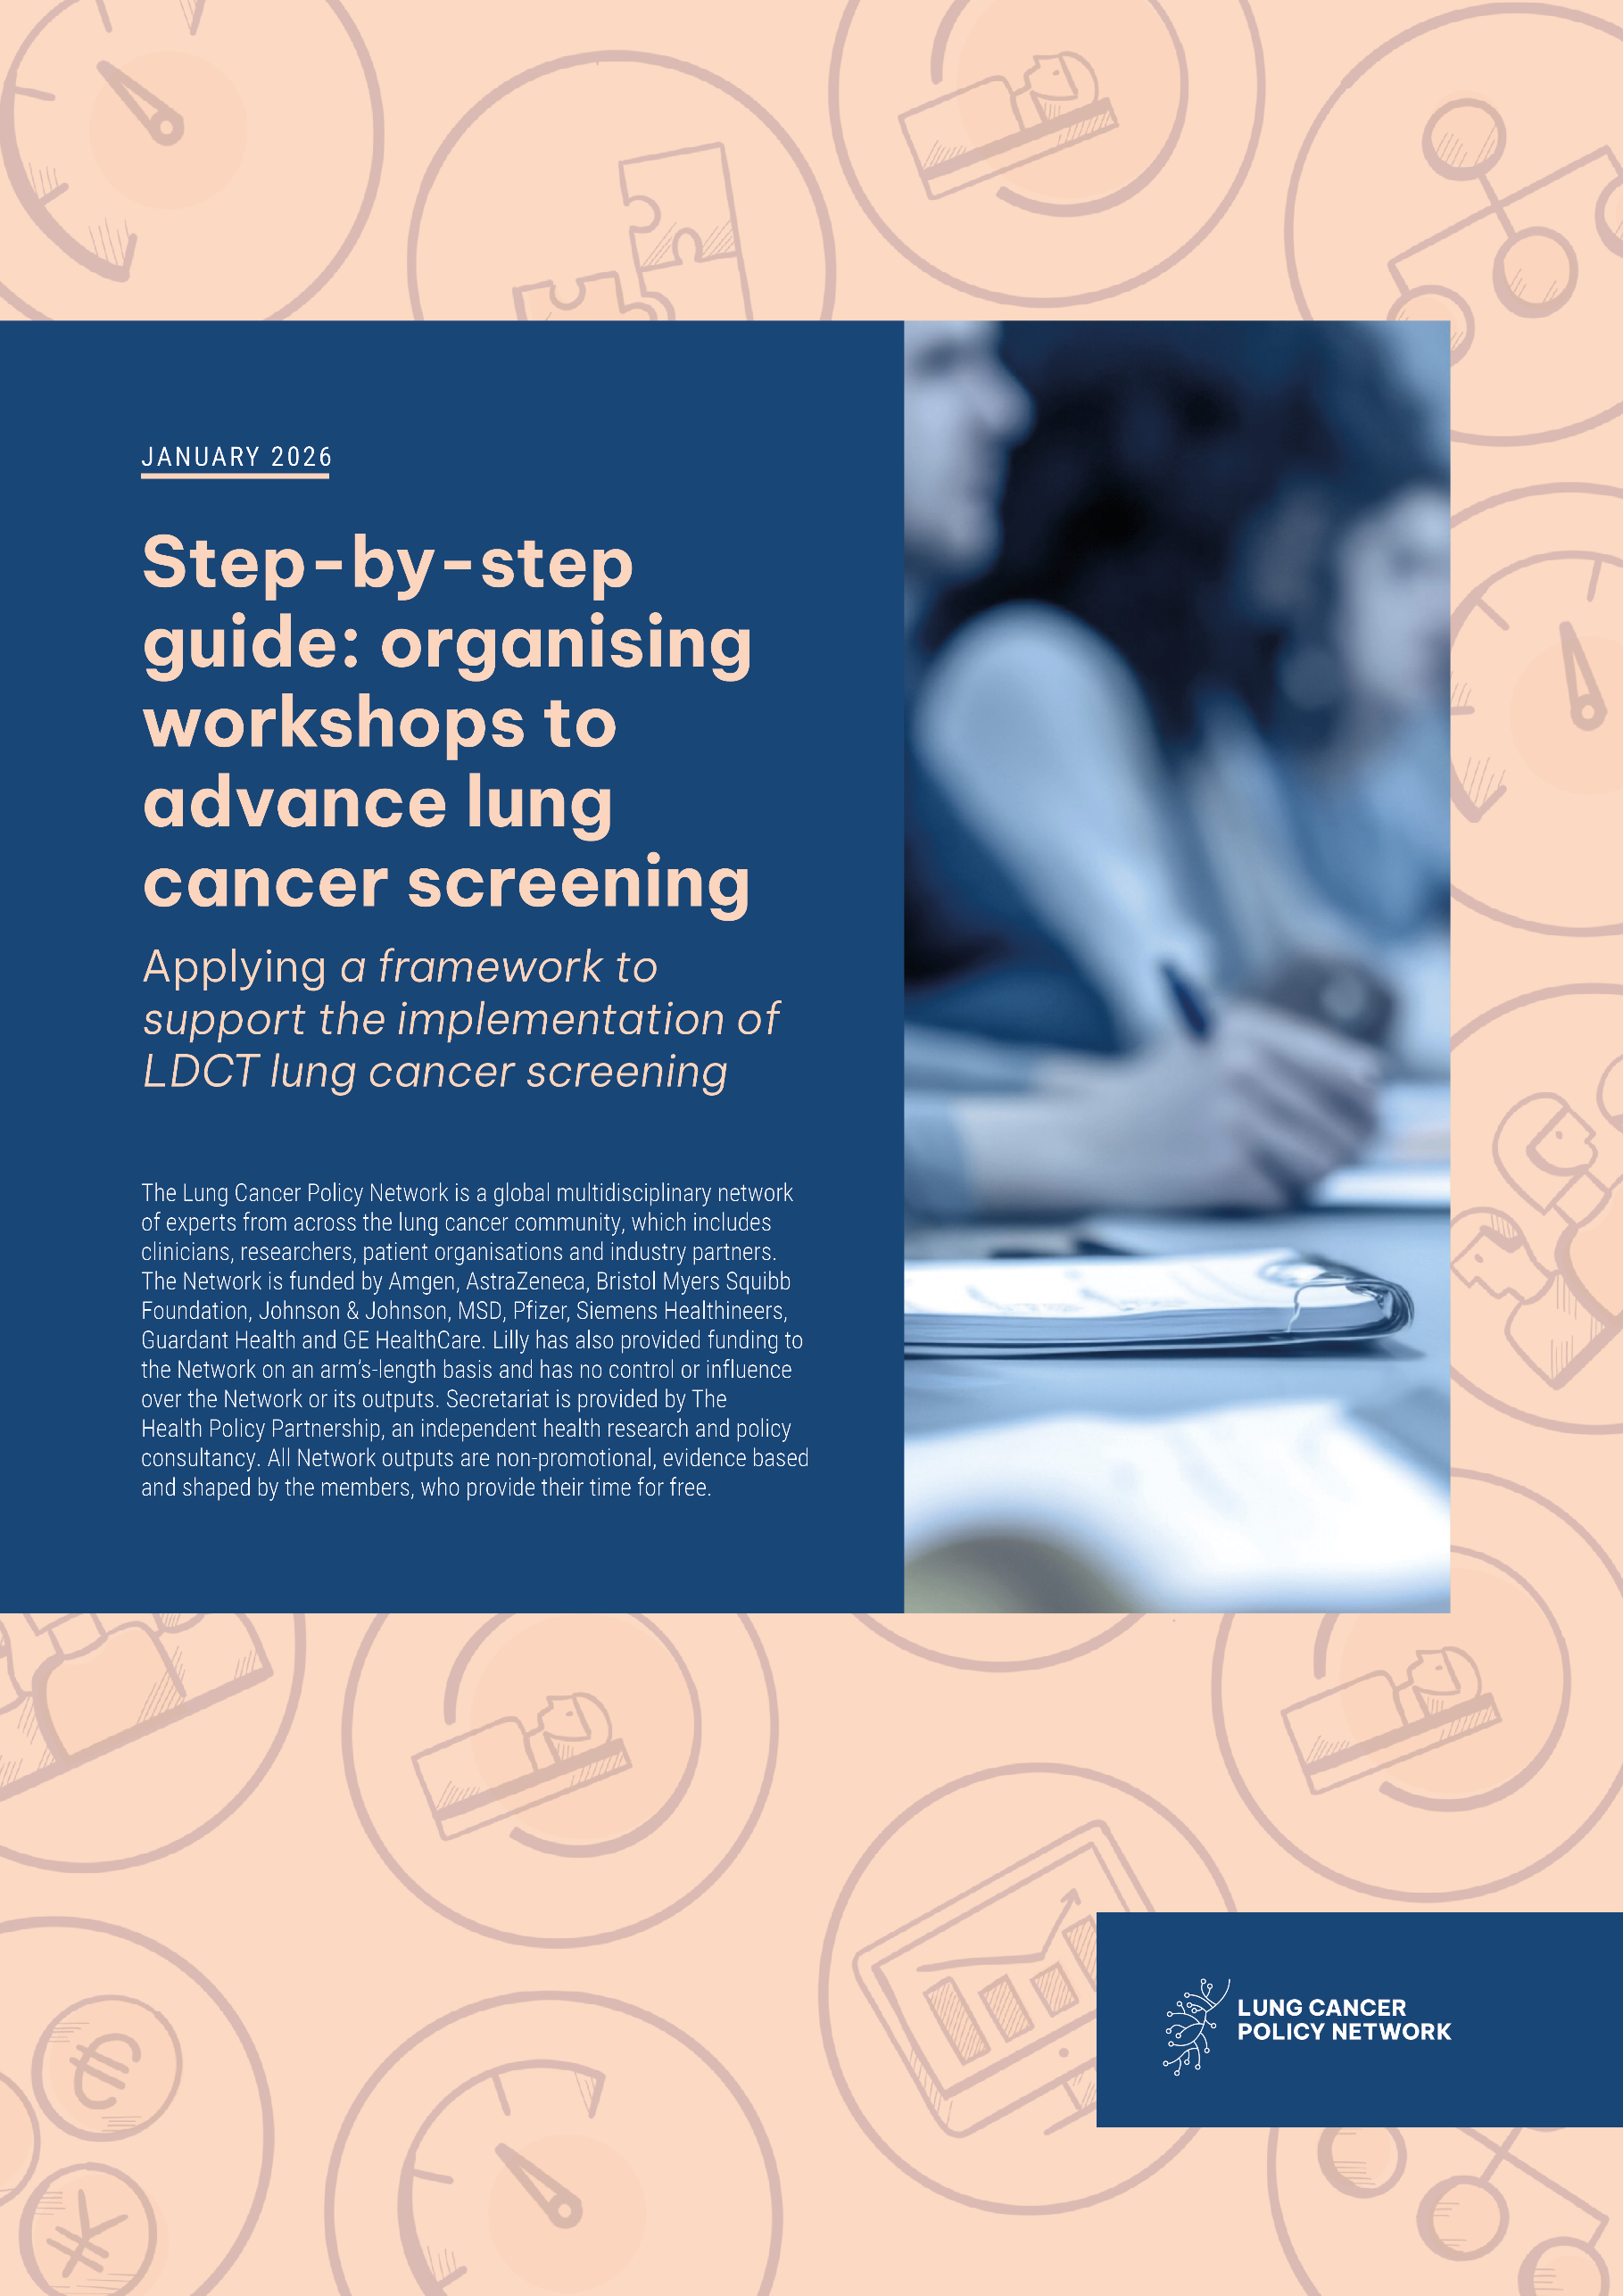 JANUARY 2026
Step-by-step
guide: organising
workshops to
advance lung
cancer screening
Applying a framework to
support the implementation of
LDCT lung cancer screening
The Lung Cancer Policy Network is a global multidisciplinary network
of experts from across the lung cancer community, which includes
clinicians, researchers, patient organisations and industry partners.
The Network is funded by Amgen, AstraZeneca, Bristol Myers Squibb
Foundation, Johnson & Johnson, MSD, Pfizer, Siemens Healthineers,
Guardant Health and GE HealthCare. Lilly has also provided funding to
the Network on an arm's-length basis and has no control or influence
over the Network or its outputs. Secretariat is provided by The
Health Policy Partnership, an independent health research and policy
consultancy. All Network outputs are non-promotional, evidence based
and shaped by the members, who provide their time for free.
LUNG CANCER
POLICY NETWORK
€
¥